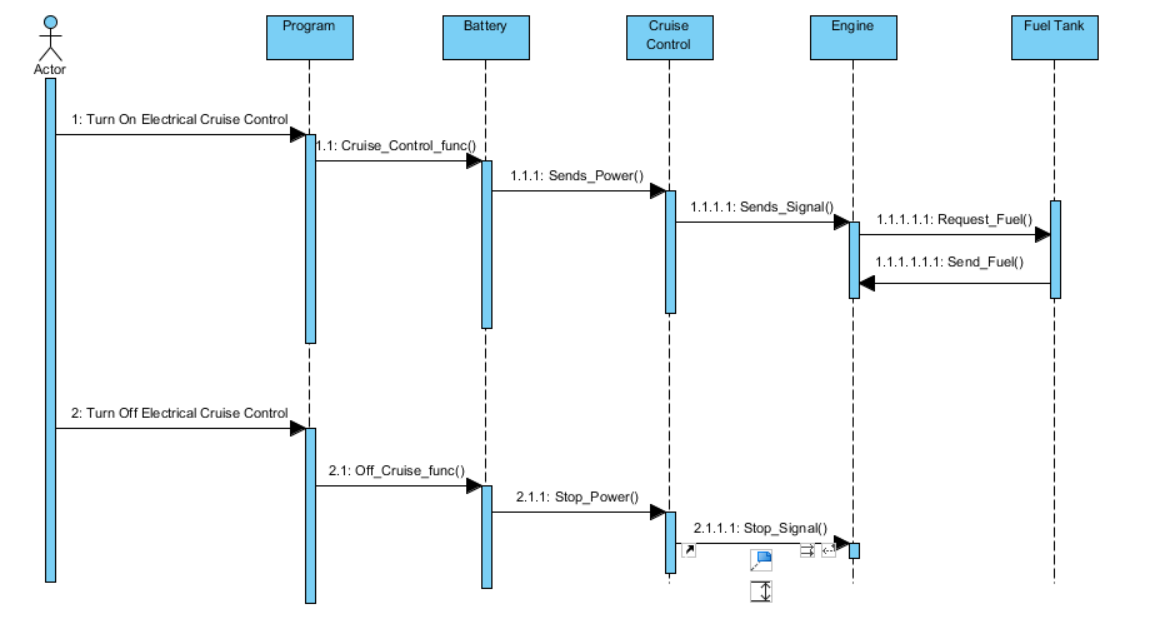 Program
Battery
Cruise
Control
Engine
Fuel Tank
Actor
1: Turn On Electrical Cruise Control
1.1: Cruise_Control_func()
1.1.1: Sends_Power()
1.1.1.1: Sends_Signal()
1.1.1.1.1: Request_Fuel()
1.1.1.1.1.1: Send_Fuel()
2: Turn Off Electrical Cruise Control
2.1: Off_Cruise_func()
2.1.1: Stop_Power()
2.1.1.1: Stop_Signal()